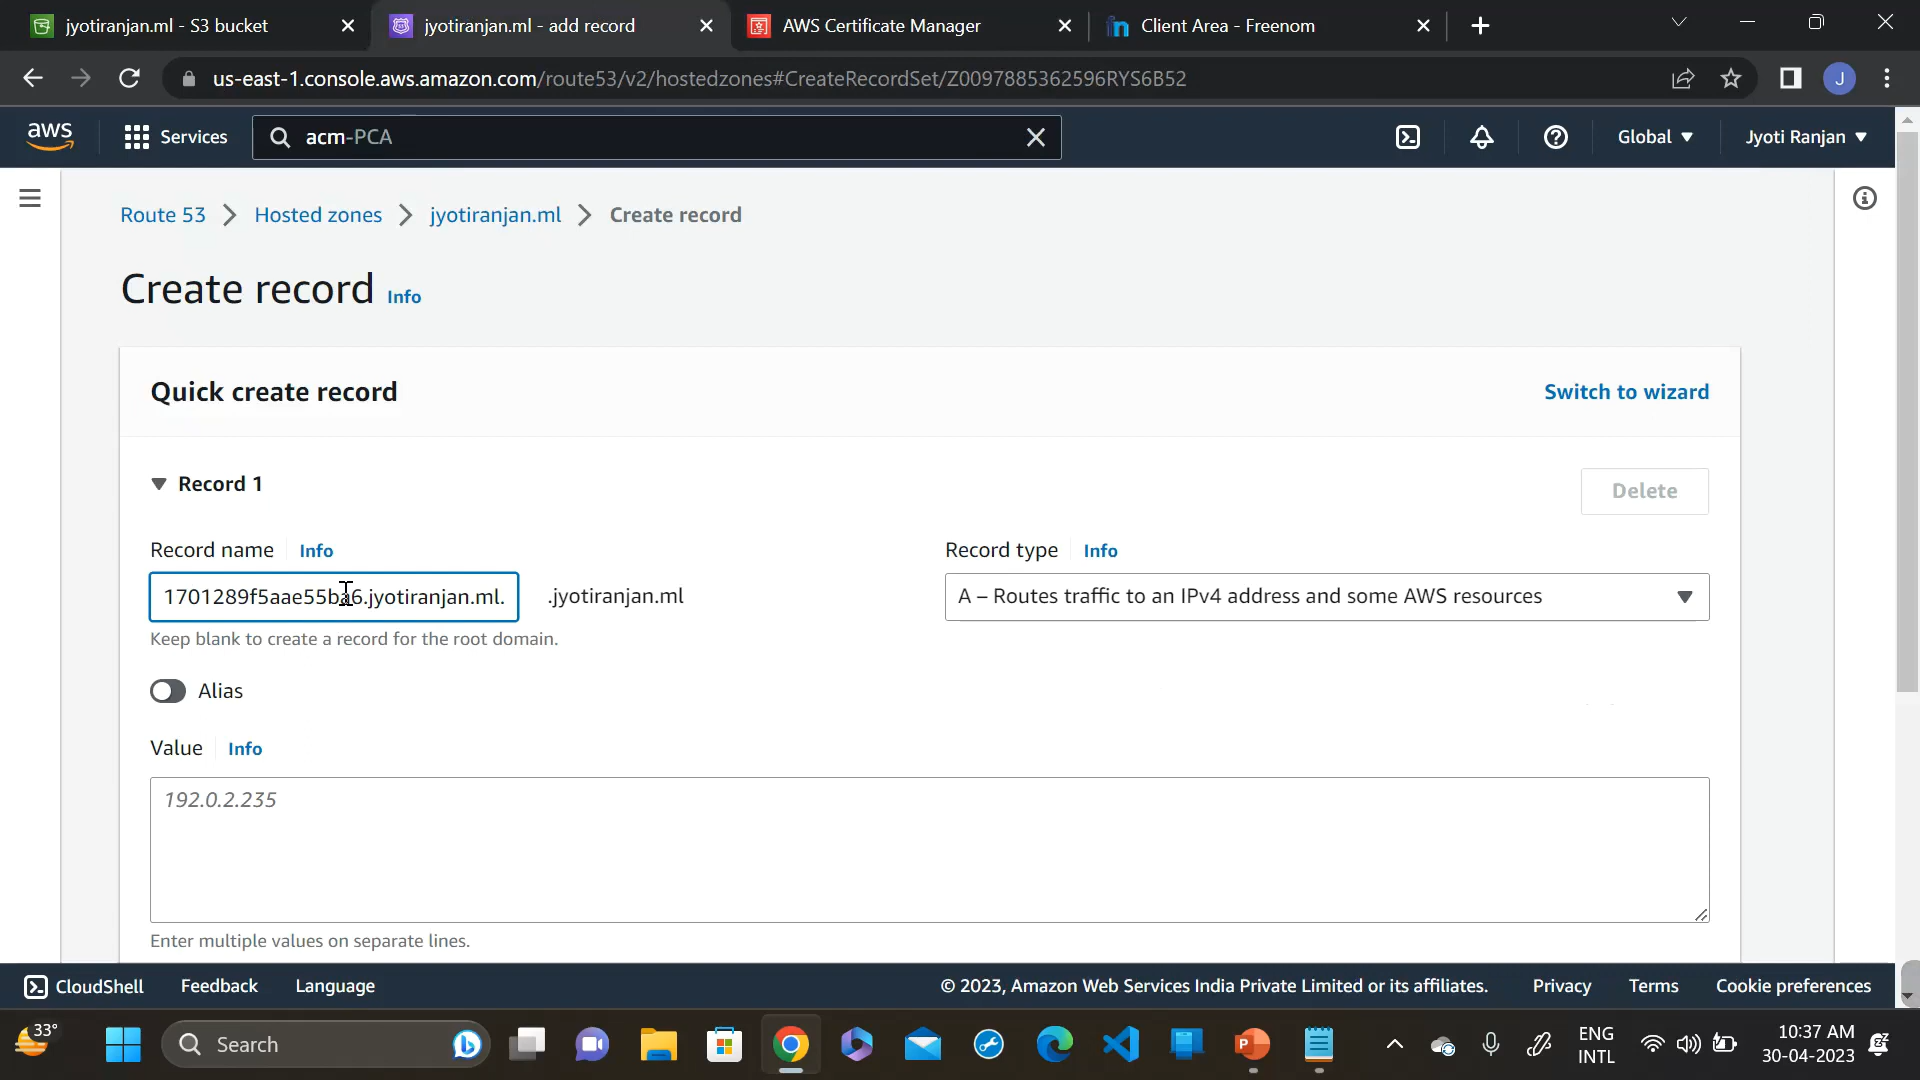 jyotiranjan.ml - S3 bucket
jyotiranjan.ml - add record
AWS Certificate Manager
Client Area - Freenom
us-east-1.console.aws.amazon.com/route53/v2/hostedzones#CreateRecordSet/Z0097885362596RYS6B52
J
aws
Services
acm-PCA
Global
Jyoti Ranjan
Route 53
Hosted zones
jyotiranjan.ml
Create record
Create record Info
Quick create record
Switch to wizard
Record 1
Delete
Record name Info
Record type Info
1701289f5aae55ba6.jyotiranjan.ml.
.jyotiranjan.ml
A – Routes traffic to an IPv4 address and some AWS resources
Keep blank to create a record for the root domain.
Alias
Value Info
192.0.2.235
Enter multiple values on separate lines.
CloudShell
Feedback
Language
© 2023, Amazon Web Services India Private Limited or its affiliates.
Privacy
Terms
Cookie preferences
33°
Search
ENG
INTL
10:37 AM
30-04-2023